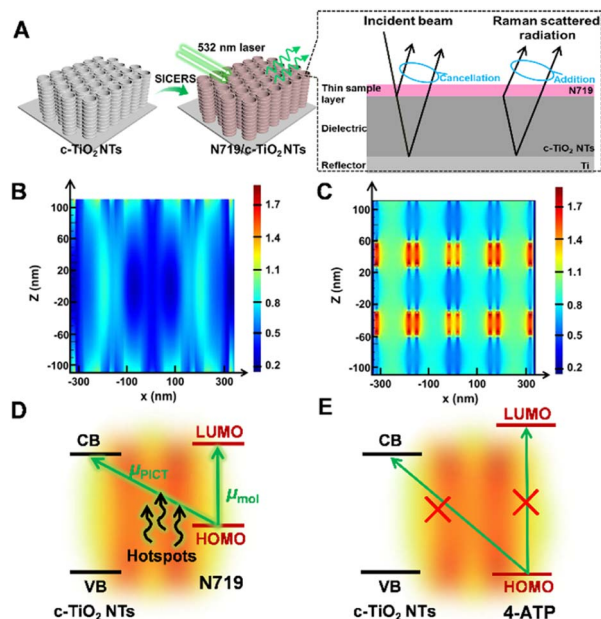 A
532 nm laser
SICERS
c-TiO₂ NTs
N719/c-TiO₂ NTs
Incident beam
Raman scattered
radiation
Cancellation
Addition
Thin sample
layer
N719
Dielectric
c-TiO₂ NTs
Reflector
Ti
B
Z (nm)
100
60
20
-20
-60
-100
-300
-100
100
300
x (nm)
1.7
1.4
1.1
0.8
0.5
0.2
C
Z (nm)
100
60
20
-20
-60
-100
-300
-100
100
300
x (nm)
1.7
1.4
1.1
0.8
0.5
0.2
D
CB
LUMO
μPICT
μmol
Hotspots
HOMO
VB
N719
c-TiO₂ NTs
E
LUMO
CB
VB
HOMO
c-TiO₂ NTs
4-ATP